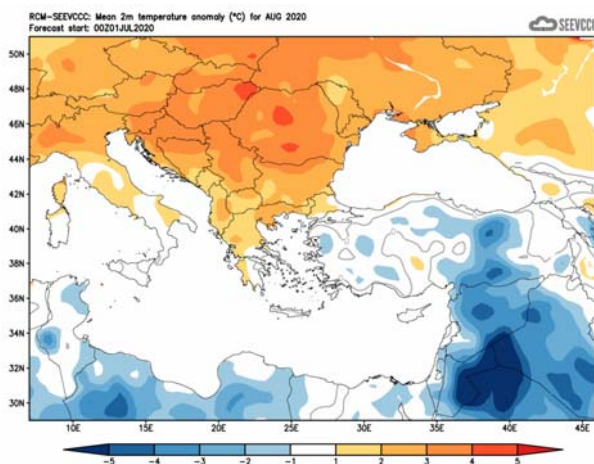 RCM-SEEVCCC: Mean 2m temperature anomaly (°C) for AUG 2020
Forecast start: 00Z01JUL2020
SEEVCCC
50N
48N
46N
44N
42N
40N
38N
36N
34N
32N
30N
10E 15E 20E 25E 30E 35E 40E 45E
-5 -4 -3 -2 -1 1 2 3 4 5